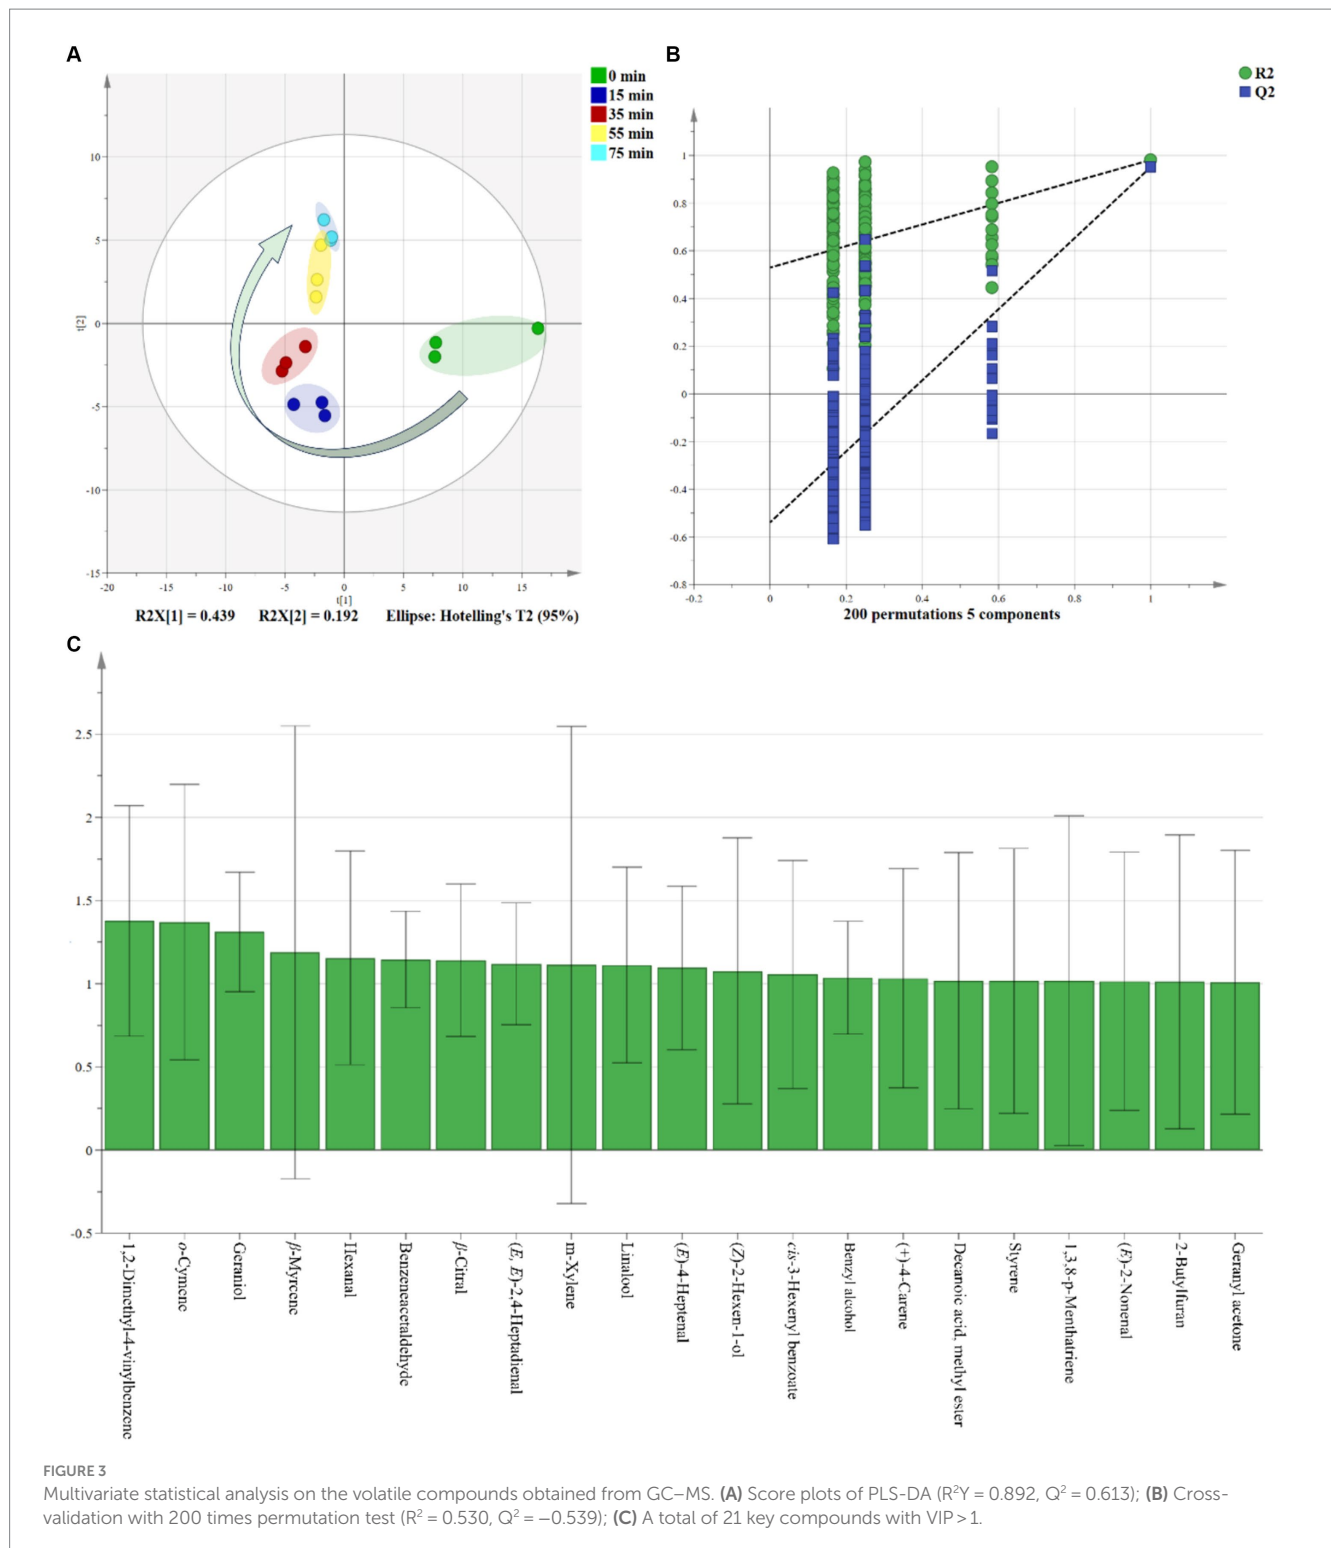 A
0 min
15 min
35 min
55 min
75 min
10
5
0
-5
-10
-15
t[2]
-20
-15
-10
-5
0
5
10
15
t[1]
R2X[1] = 0.439 R2X[2] = 0.192 Ellipse: Hotelling's T2 (95%)
B
R2
Q2
1
0.8
0.6
0.4
0.2
0
-0.2
-0.4
-0.6
-0.8
-0.2
0
0.2
0.4
0.6
0.8
1
200 permutations 5 components
C
2.5
2
1.5
1
0.5
0
-0.5
1,2-Dimethyl-4-vinylbenzene
o-Cymene
Geraniol
β-Myrcene
Hexanal
Benzeneacetaldehyde
β-Citral
(E, E)-2,4-Heptadienal
m-Xylene
Linalool
(E)-4-Heptenal
(Z)-2-Hexen-1-ol
cis-3-Hexenyl benzoate
Benzyl alcohol
(+)-4-Carene
Decanoic acid, methyl ester
Styrene
1,3,8-p-Menthatriene
(E)-2-Nonenal
2-Butylfuran
Geranyl acetone
FIGURE 3
Multivariate statistical analysis on the volatile compounds obtained from GC–MS. (A) Score plots of PLS-DA (R²Y = 0.892, Q² = 0.613); (B) Cross-
validation with 200 times permutation test (R² = 0.530, Q² = −0.539); (C) A total of 21 key compounds with VIP > 1.